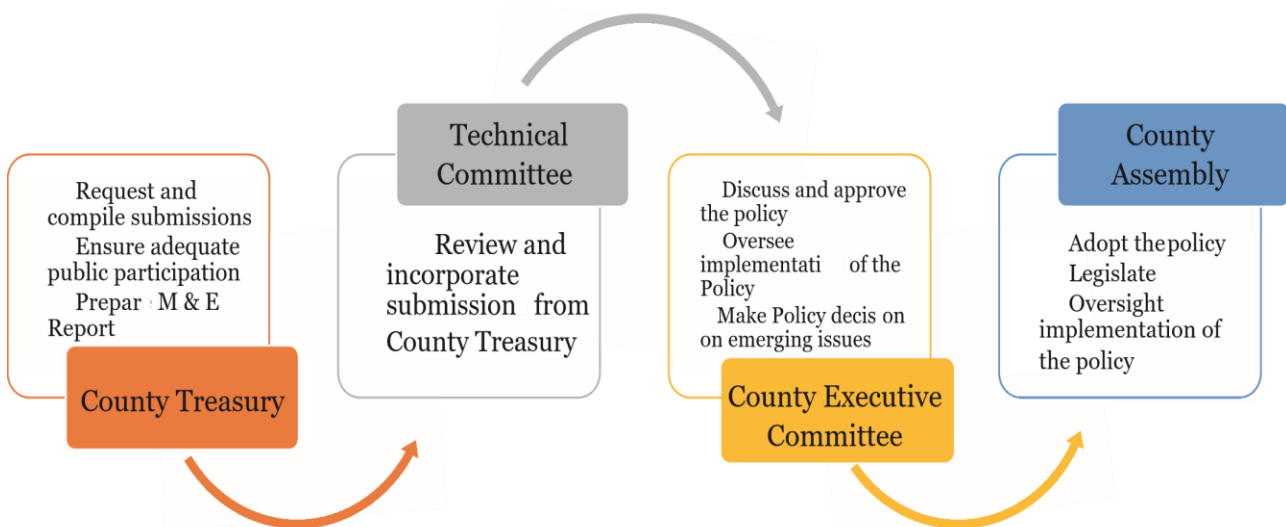 Request and
compile submissions
Ensure adequate
public participation
Prepar M & E
Report
County Treasury
Technical
Committee
Review and
incorporate
submission from
County Treasury
Discuss and approve
the policy
Oversee
implementati of the
Policy
Make Policy decis on
on emerging issues
County Executive
Committee
County
Assembly
Adopt the policy
Legislate
Oversight
implementation of
the policy